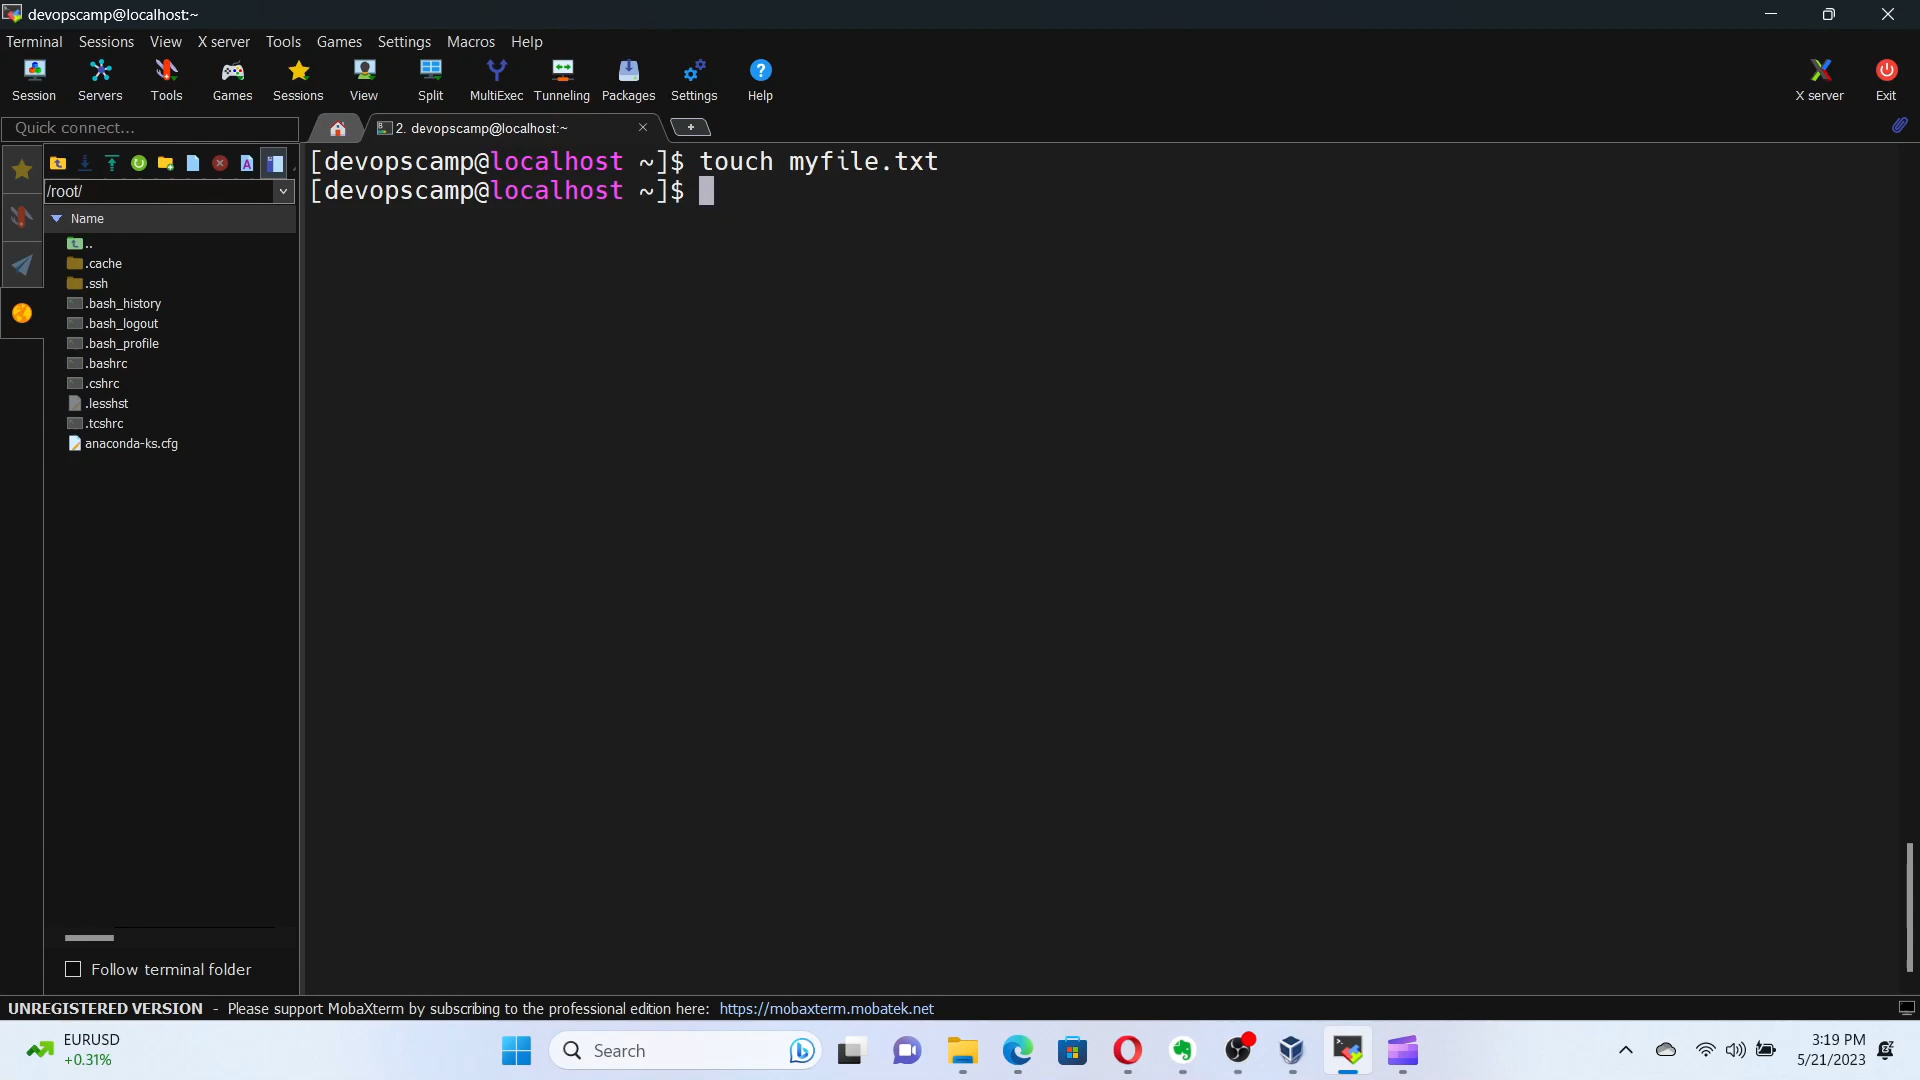 devopscamp@localhost:~
Terminal Sessions View X server Tools Games Settings Macros Help
Session Servers Tools Games Sessions View Split MultiExec Tunneling Packages Settings Help X server Exit
Quick connect...
2. devopscamp@localhost:~
/root/
Name
..
.cache
.ssh
.bash_history
.bash_logout
.bash_profile
.bashrc
.cshrc
.lesshst
.tcshrc
anaconda-ks.cfg
Follow terminal folder
[devopscamp@localhost ~]$ touch myfile.txt
[devopscamp@localhost ~]$
UNREGISTERED VERSION - Please support MobaXterm by subscribing to the professional edition here: https://mobaxterm.mobatek.net
EURUSD
+0.31%
Search
3:19 PM
5/21/2023